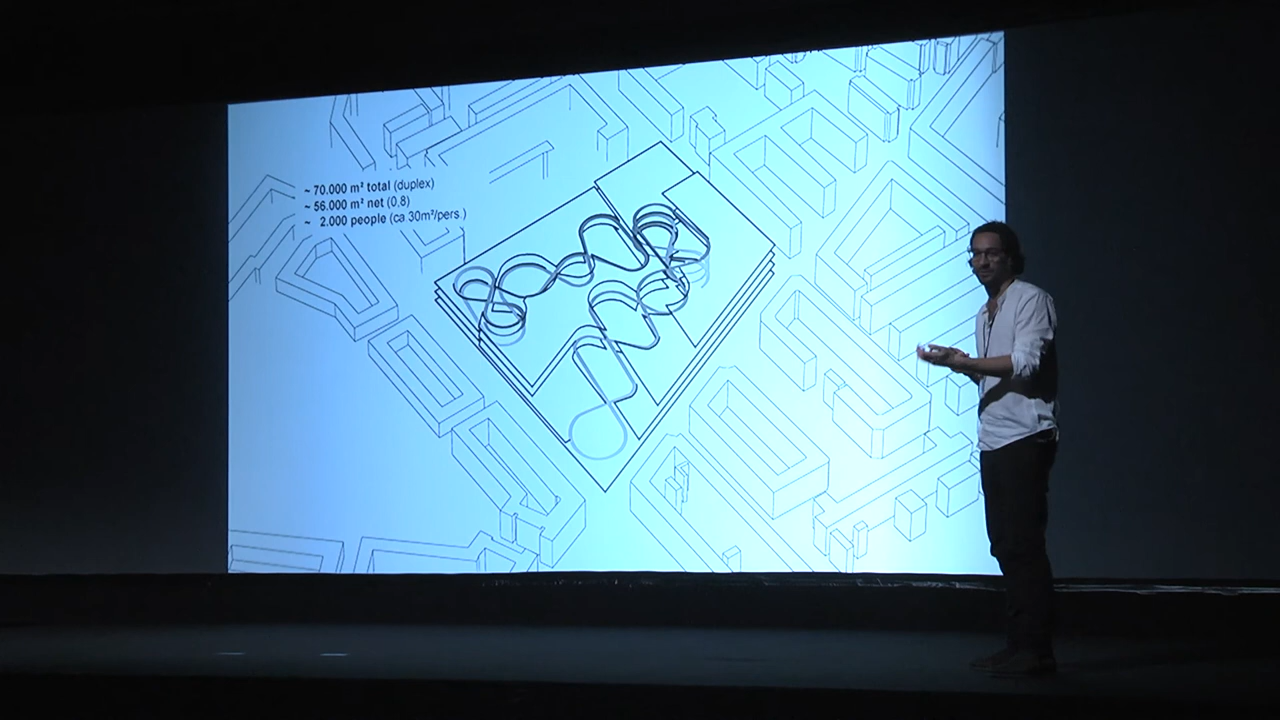 ~ 70.000 m² total (duplex)
~ 56.000 m² net (0,8)
~ 2.000 people (ca 30m²/pers.)